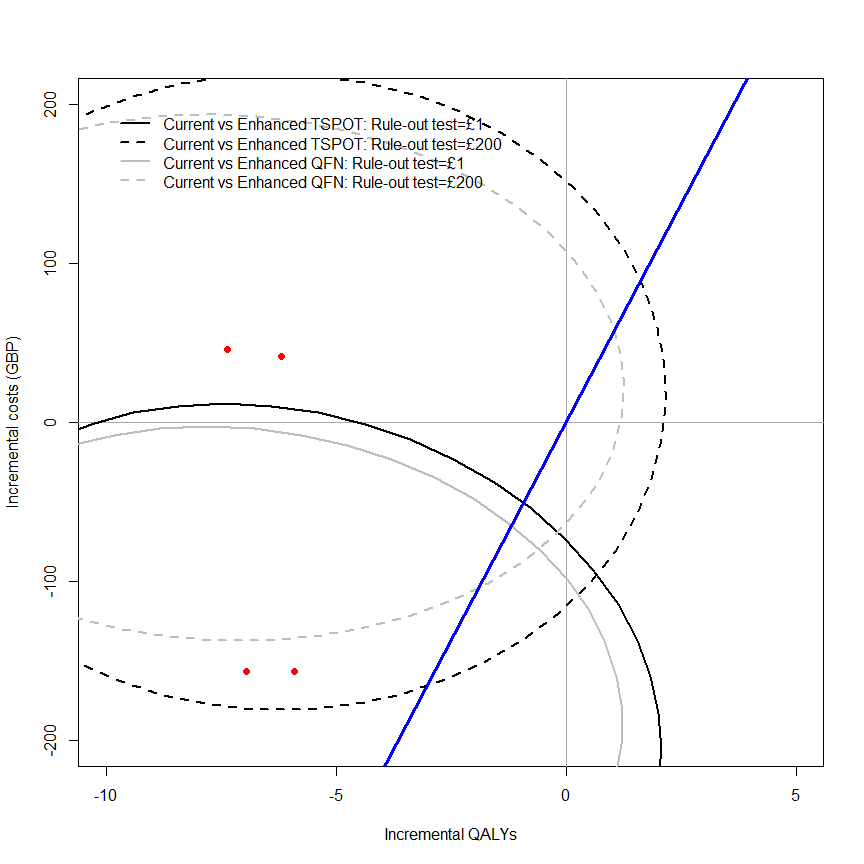 200
100
0
-100
-200
Incremental costs (GBP)
Current vs Enhanced TSPOT: Rule-out test=£1
Current vs Enhanced TSPOT: Rule-out test=£200
Current vs Enhanced QFN: Rule-out test=£1
Current vs Enhanced QFN: Rule-out test=£200
-10
-5
0
5
Incremental QALYs